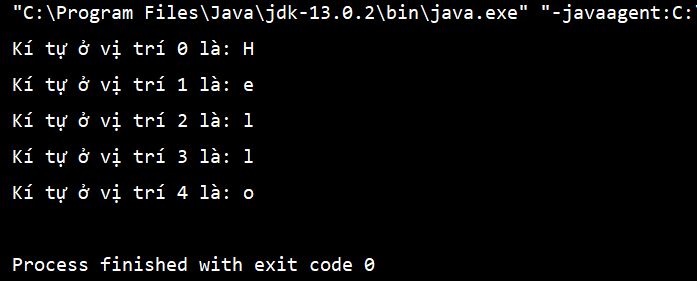 "C:\Program Files\Java\jdk-13.0.2\bin\java.exe" "-javaagent:C:
Kí tự ở vị trí 0 là: H
Kí tự ở vị trí 1 là: e
Kí tự ở vị trí 2 là: l
Kí tự ở vị trí 3 là: l
Kí tự ở vị trí 4 là: o
Process finished with exit code 0